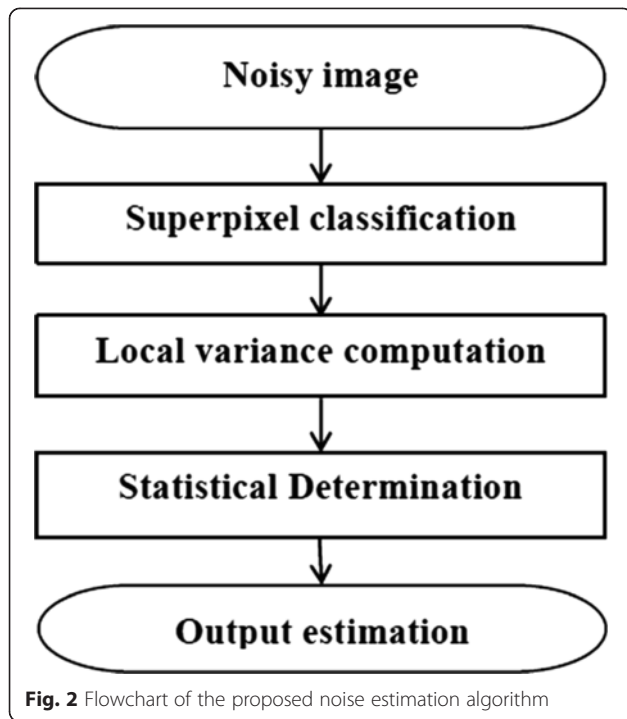 Noisy image
Superpixel classification
Local variance computation
Statistical Determination
Output estimation
Fig. 2 Flowchart of the proposed noise estimation algorithm